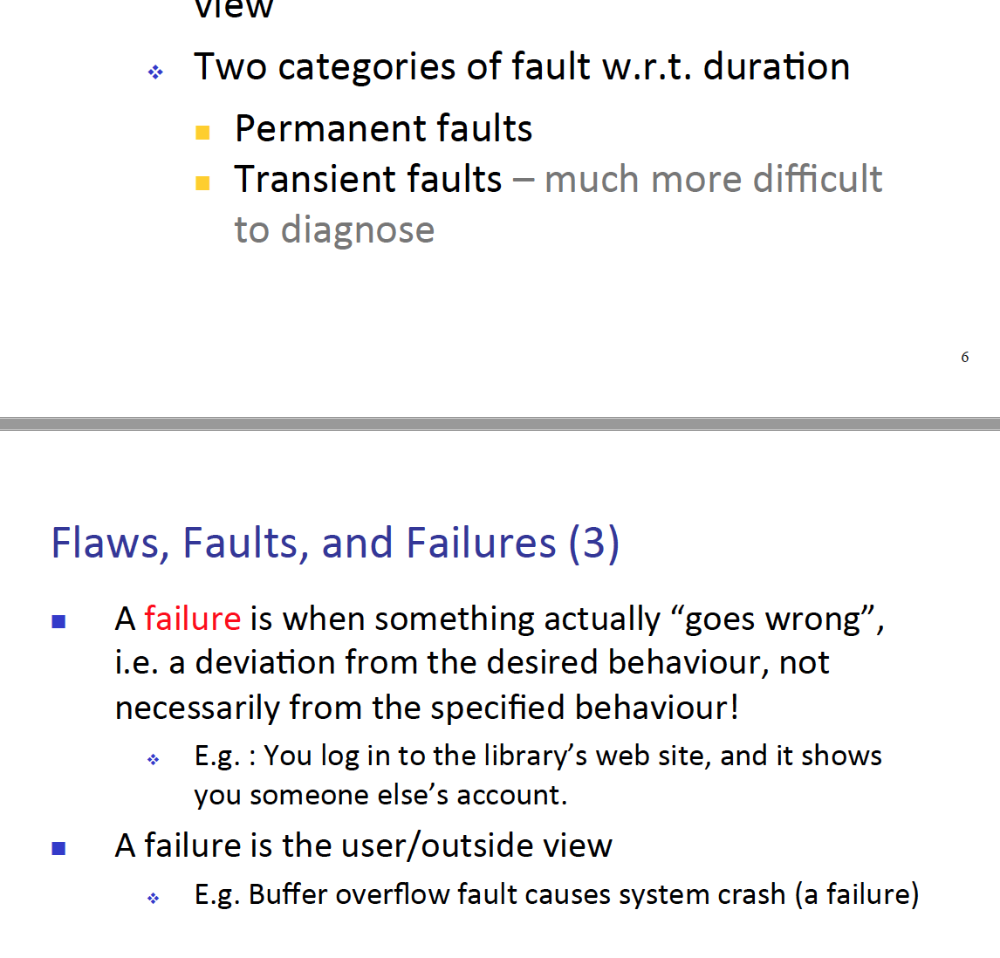 view
Two categories of fault w.r.t. duration
Permanent faults
Transient faults – much more difficult
to diagnose
6
Flaws, Faults, and Failures (3)
A failure is when something actually “goes wrong”,
i.e. a deviation from the desired behaviour, not
necessarily from the specified behaviour!
E.g. : You log in to the library’s web site, and it shows
you someone else’s account.
A failure is the user/outside view
E.g. Buffer overflow fault causes system crash (a failure)